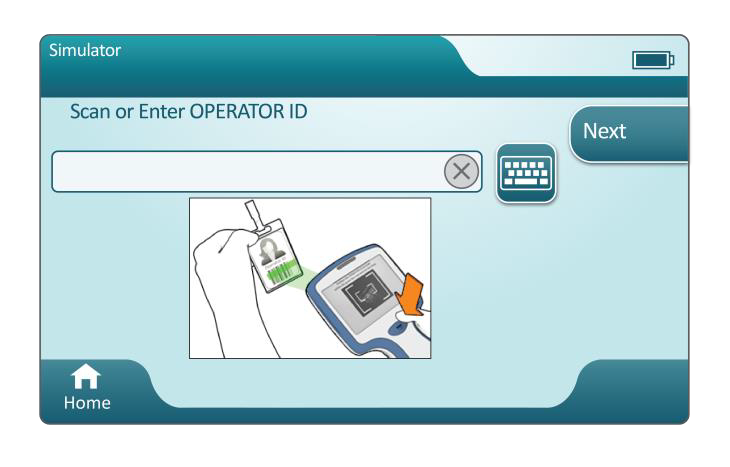 Simulator
Scan or Enter OPERATOR ID
Next
Home